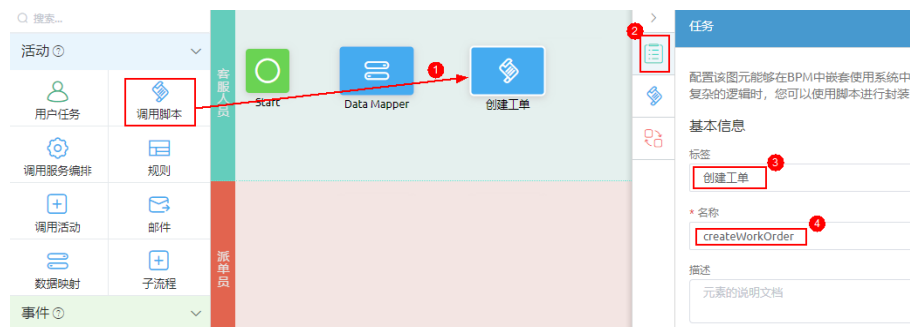 搜索...
活动
用户任务
调用脚本
调用服务编排
规则
调用活动
邮件
数据映射
子流程
事件
客服人员
派单员
Start
Data Mapper
创建工单
1
2
任务
配置该图元能够在BPM中嵌套使用系统中
复杂的逻辑时，您可以使用脚本进行封装
基本信息
标签
3
创建工单
* 名称
4
createWorkOrder
描述
元素的说明文档